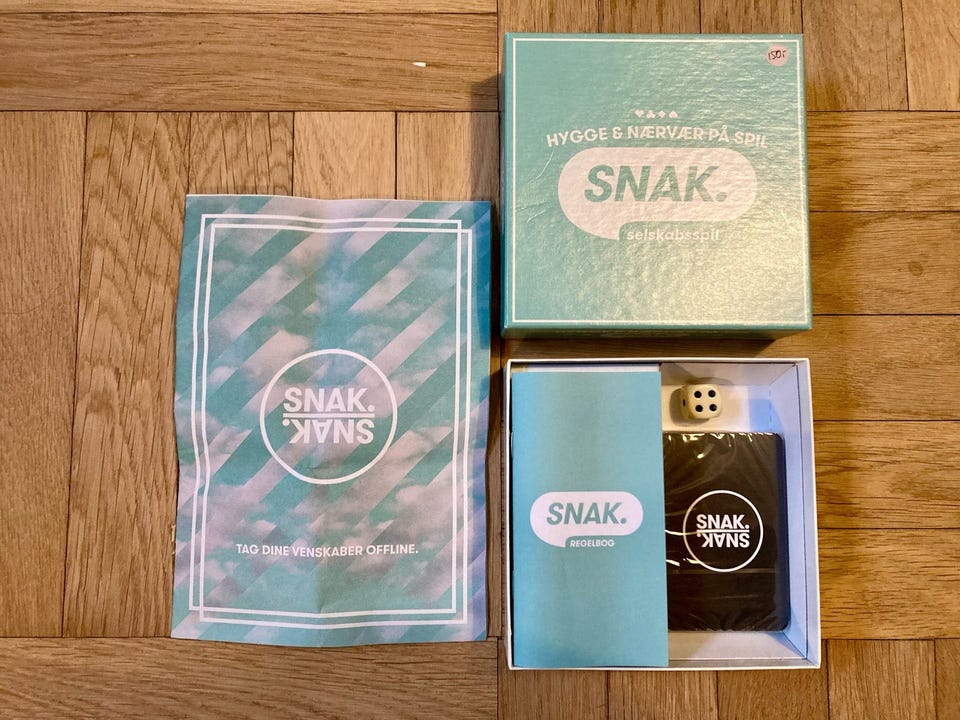 150,-
HYGGE & NÆRVÆR PÅ SPIL
SNAK.
selskabsspil
SNAK.
SNAK.
TAG DINE VENSKABER OFFLINE.
SNAK.
REGELBOG
SNAK.
SNAK.